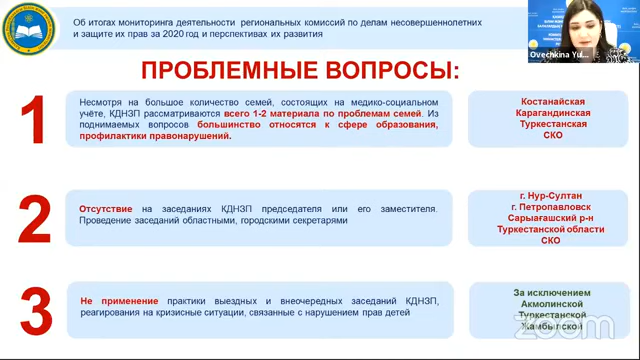 Об итогах мониторинга деятельности региональных комиссий по делам несовершеннолетних
и защите их прав за 2020 год и перспективах их развития
Ovechkina Yul...
ПРОБЛЕМНЫЕ ВОПРОСЫ:
1
Несмотря на большое количество семей, состоящих на медико-социальном
учёте, КДНЗП рассматриваются всего 1-2 материала по проблемам семей. Из
поднимаемых вопросов большинство относятся к сфере образования,
профилактики правонарушений.
Костанайская
Карагандинская
Туркестанская
СКО
2
Отсутствие на заседаниях КДНЗП председателя или его заместителя.
Проведение заседаний областными, городскими секретарями
г. Нур-Султан
г. Петропавловск
Сарыағашский р-н
Туркестанской области
СКО
3
Не применение практики выездных и внеочередных заседаний КДНЗП,
реагирования на кризисные ситуации, связанные с нарушением прав детей
За исключением
Акмолинской
Туркестанской
Жамбылской
zoom